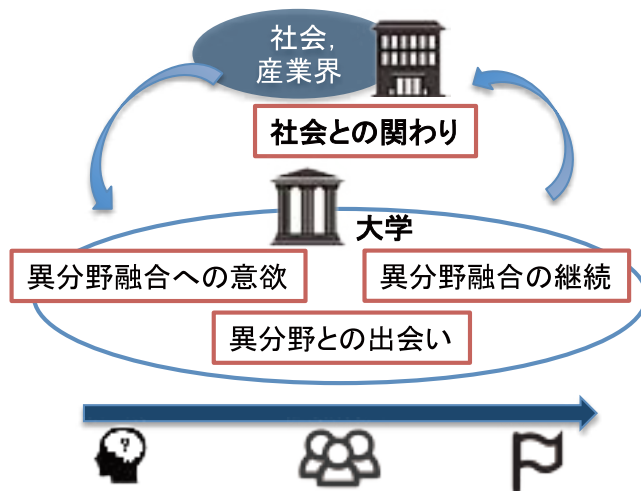 社会,
産業界
社会との関わり
大学
異分野融合への意欲
異分野融合の継続
異分野との出会い
?